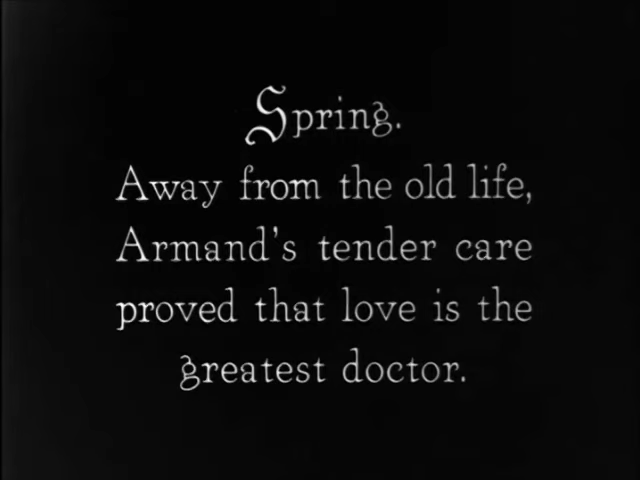 Spring.
Away from the old life,
Armand's tender care
proved that love is the
greatest doctor.